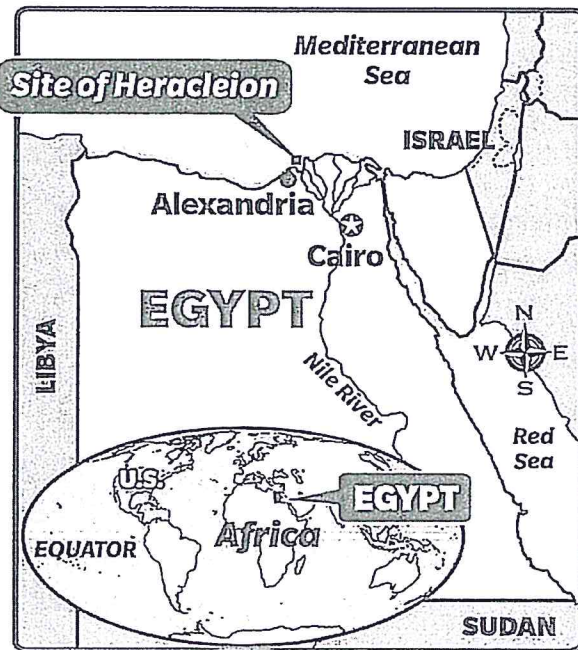 Mediterranean
Sea
Site of Heracleion
ISRAEL
Alexandria
Cairo
EGYPT
LIBYA
Nile River
N
W E
S
Red
Sea
U.S.
EGYPT
Africa
EQUATOR
SUDAN